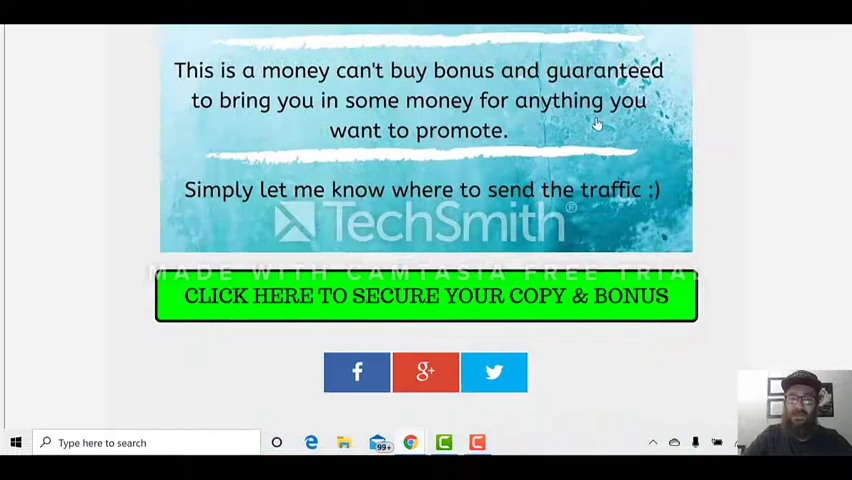 This is a money can't buy bonus and guaranteed
to bring you in some money for anything you
want to promote.
Simply let me know where to send the traffic :)
TechSmith®
MADE WITH CAMTASIA FREE TRIAL
CLICK HERE TO SECURE YOUR COPY & BONUS
f
g+
Type here to search
99+